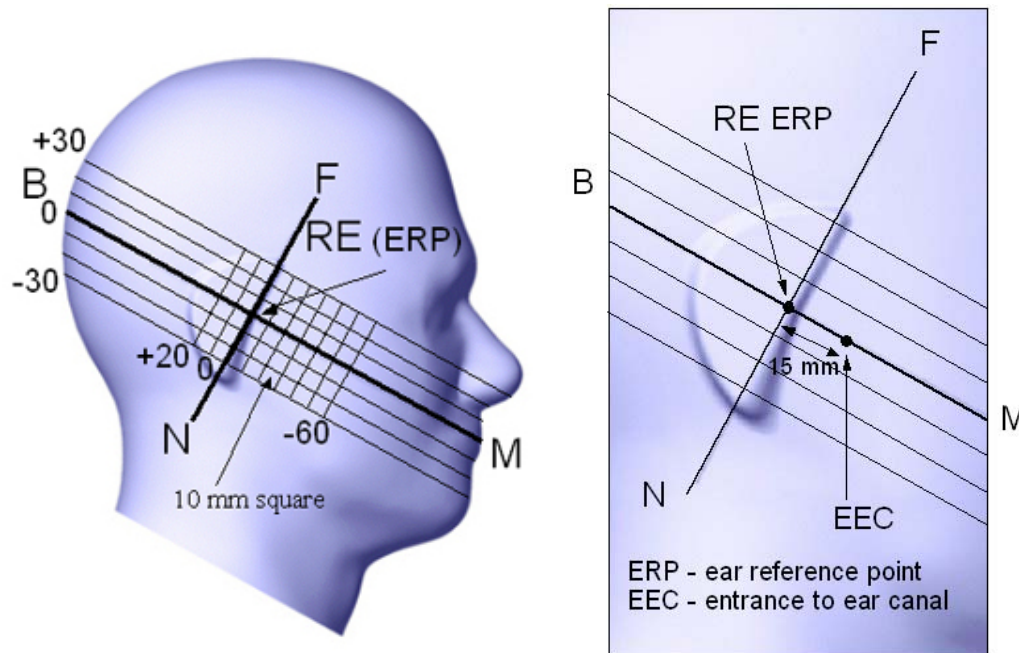 +30
B
0
-30
F
RE (ERP)
+20
0
N
-60
M
10 mm square
F
RE ERP
B
15 mm
M
N
EEC
ERP - ear reference point
EEC - entrance to ear canal